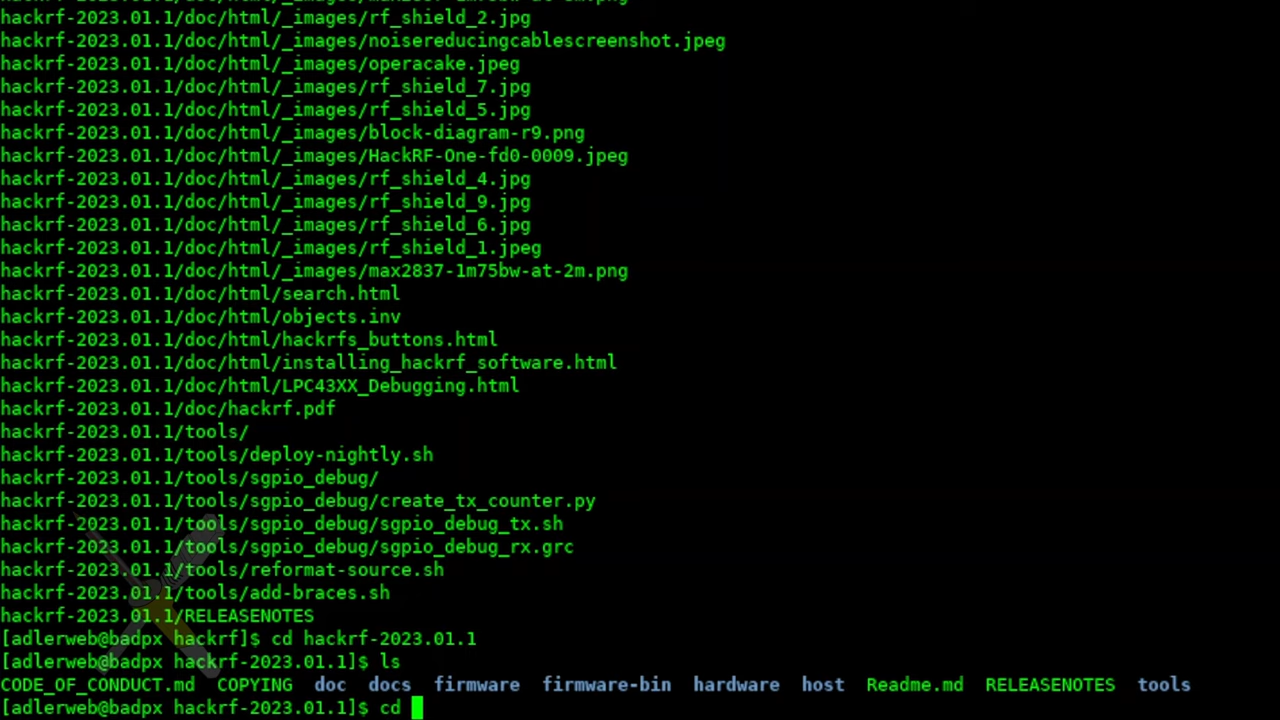 hackrf-2023.01.1/doc/html/_images/rf_shield_2.jpg
hackrf-2023.01.1/doc/html/_images/noisereducingcablescreenshot.jpeg
hackrf-2023.01.1/doc/html/_images/operacake.jpeg
hackrf-2023.01.1/doc/html/_images/rf_shield_7.jpg
hackrf-2023.01.1/doc/html/_images/rf_shield_5.jpg
hackrf-2023.01.1/doc/html/_images/block-diagram-r9.png
hackrf-2023.01.1/doc/html/_images/HackRF-One-fd0-0009.jpeg
hackrf-2023.01.1/doc/html/_images/rf_shield_4.jpg
hackrf-2023.01.1/doc/html/_images/rf_shield_9.jpg
hackrf-2023.01.1/doc/html/_images/rf_shield_6.jpg
hackrf-2023.01.1/doc/html/_images/rf_shield_1.jpeg
hackrf-2023.01.1/doc/html/_images/max2837-1m75bw-at-2m.png
hackrf-2023.01.1/doc/html/search.html
hackrf-2023.01.1/doc/html/objects.inv
hackrf-2023.01.1/doc/html/hackrfs_buttons.html
hackrf-2023.01.1/doc/html/installing_hackrf_software.html
hackrf-2023.01.1/doc/html/LPC43XX_Debugging.html
hackrf-2023.01.1/doc/hackrf.pdf
hackrf-2023.01.1/tools/
hackrf-2023.01.1/tools/deploy-nightly.sh
hackrf-2023.01.1/tools/sgpio_debug/
hackrf-2023.01.1/tools/sgpio_debug/create_tx_counter.py
hackrf-2023.01.1/tools/sgpio_debug/sgpio_debug_tx.sh
hackrf-2023.01.1/tools/sgpio_debug/sgpio_debug_rx.grc
hackrf-2023.01.1/tools/reformat-source.sh
hackrf-2023.01.1/tools/add-braces.sh
hackrf-2023.01.1/RELEASENOTES
[adlerweb@badpx hackrf]$ cd hackrf-2023.01.1
[adlerweb@badpx hackrf-2023.01.1]$ ls
CODE_OF_CONDUCT.md  COPYING  doc  docs  firmware  firmware-bin  hardware  host  Readme.md  RELEASENOTES  tools
[adlerweb@badpx hackrf-2023.01.1]$ cd